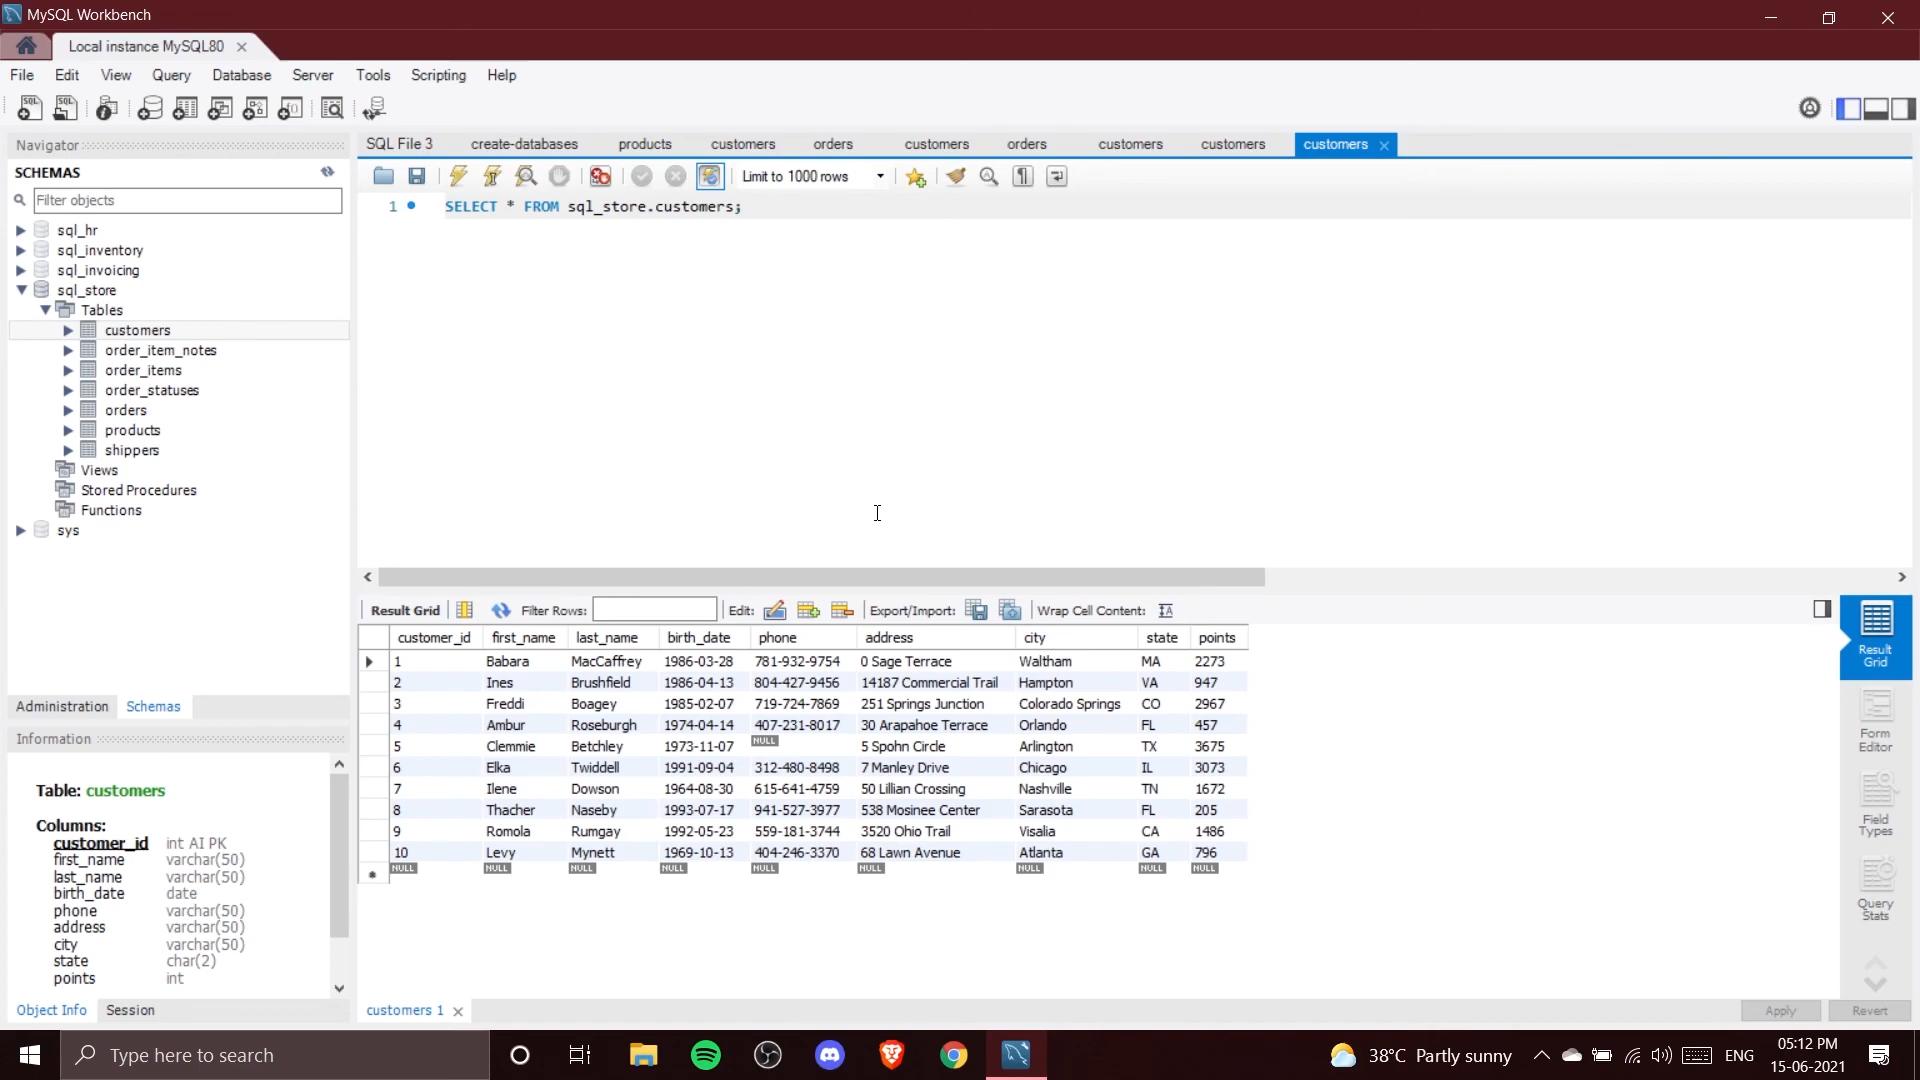 MySQL Workbench
Local instance MySQL80
File Edit View Query Database Server Tools Scripting Help
Navigator
SCHEMAS
Filter objects
sql_hr
sql_inventory
sql_invoicing
sql_store
Tables
customers
order_item_notes
order_items
order_statuses
orders
products
shippers
Views
Stored Procedures
Functions
sys
Administration Schemas
Information
Table: customers
Columns:
customer_id int AI PK
first_name varchar(50)
last_name varchar(50)
birth_date date
phone varchar(50)
address varchar(50)
city varchar(50)
state char(2)
points int
Object Info Session
SQL File 3 create-databases products customers orders customers orders customers customers customers
Limit to 1000 rows
1 SELECT * FROM sql_store.customers;
Result Grid Filter Rows: Edit: Export/Import: Wrap Cell Content:
customer_id first_name last_name birth_date phone address city state points
1 Babara MacCaffrey 1986-03-28 781-932-9754 0 Sage Terrace Waltham MA 2273
2 Ines Brushfield 1986-04-13 804-427-9456 14187 Commercial Trail Hampton VA 947
3 Freddi Boagey 1985-02-07 719-724-7869 251 Springs Junction Colorado Springs CO 2967
4 Ambur Roseburgh 1974-04-14 407-231-8017 30 Arapahoe Terrace Orlando FL 457
5 Clemmie Betchley 1973-11-07 NULL 5 Spohn Circle Arlington TX 3675
6 Elka Twiddell 1991-09-04 312-480-8498 7 Manley Drive Chicago IL 3073
7 Ilene Dowson 1964-08-30 615-641-4759 50 Lillian Crossing Nashville TN 1672
8 Thacher Naseby 1993-07-17 941-527-3977 538 Mosinee Center Sarasota FL 205
9 Romola Rumgay 1992-05-23 559-181-3744 3520 Ohio Trail Visalia CA 1486
10 Levy Mynett 1969-10-13 404-246-3370 68 Lawn Avenue Atlanta GA 796
NULL NULL NULL NULL NULL NULL NULL NULL NULL
Result
Grid
Form
Editor
Field
Types
Query
Stats
customers 1
Apply Revert
Type here to search
38°C Partly sunny
ENG
05:12 PM
15-06-2021